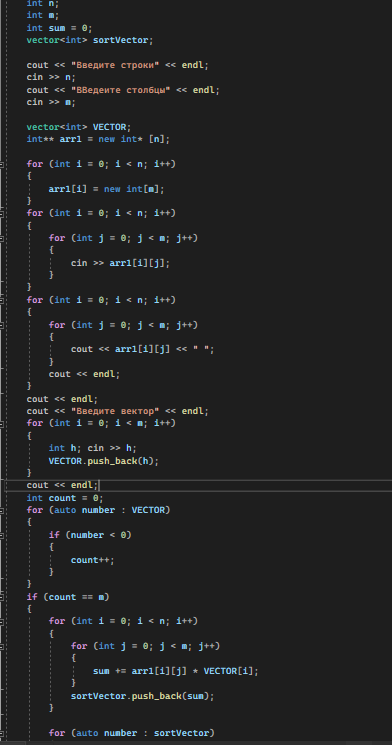 int n;
int m;
int sum = 0;
vector<int> sortVector;
cout << "Введите строки" << endl;
cin >> n;
cout << "ВВедеите столбцы" << endl;
cin >> m;
vector<int> VECTOR;
int** arr1 = new int* [n];
for (int i = 0; i < n; i++)
{
arr1[i] = new int[m];
}
for (int i = 0; i < n; i++)
{
for (int j = 0; j < m; j++)
{
cin >> arr1[i][j];
}
}
for (int i = 0; i < n; i++)
{
for (int j = 0; j < m; j++)
{
cout << arr1[i][j] << " ";
}
cout << endl;
}
cout << endl;
cout << "Введите вектор" << endl;
for (int i = 0; i < m; i++)
{
int h; cin >> h;
VECTOR.push_back(h);
}
cout << endl;
int count = 0;
for (auto number : VECTOR)
{
if (number < 0)
{
count++;
}
}
if (count == m)
{
for (int i = 0; i < n; i++)
{
for (int j = 0; j < m; j++)
{
sum += arr1[i][j] * VECTOR[i];
}
sortVector.push_back(sum);
}
for (auto number : sortVector)